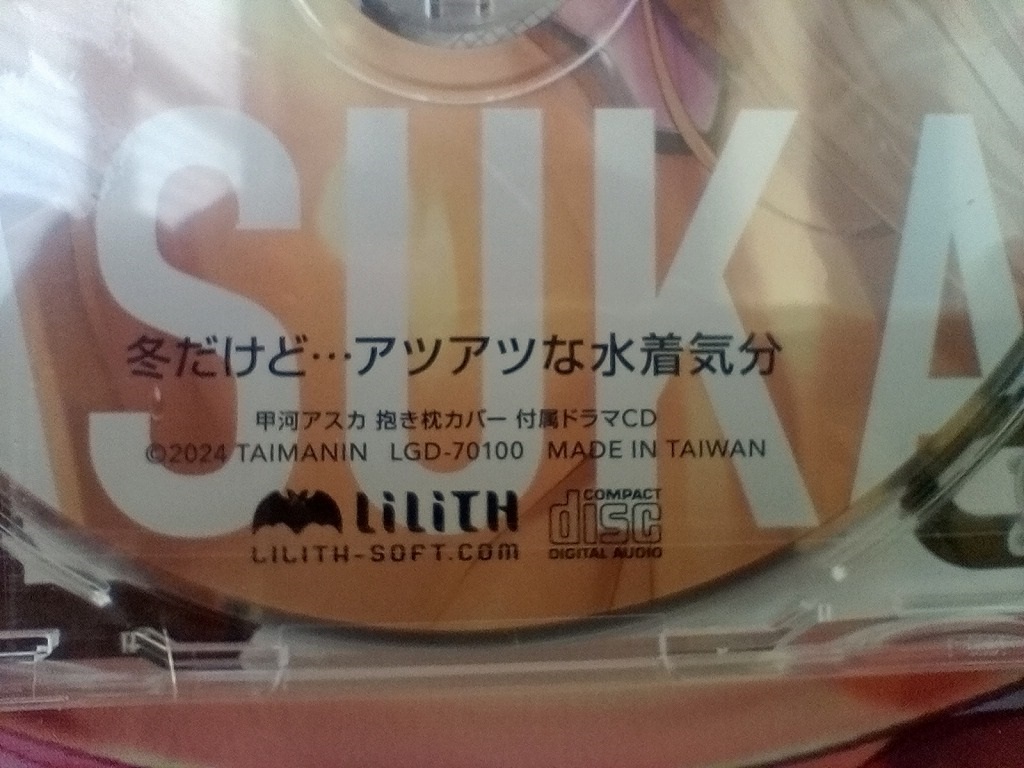 ASUKA
冬だけど…アツアツな水着気分
甲河アスカ 抱き枕カバー 付属ドラマCD
©2024 TAIMANIN LGD-70100 MADE IN TAIWAN
LiLiTH
LILITH-SOFT.COM
COMPACT
disc
DIGITAL AUDIO